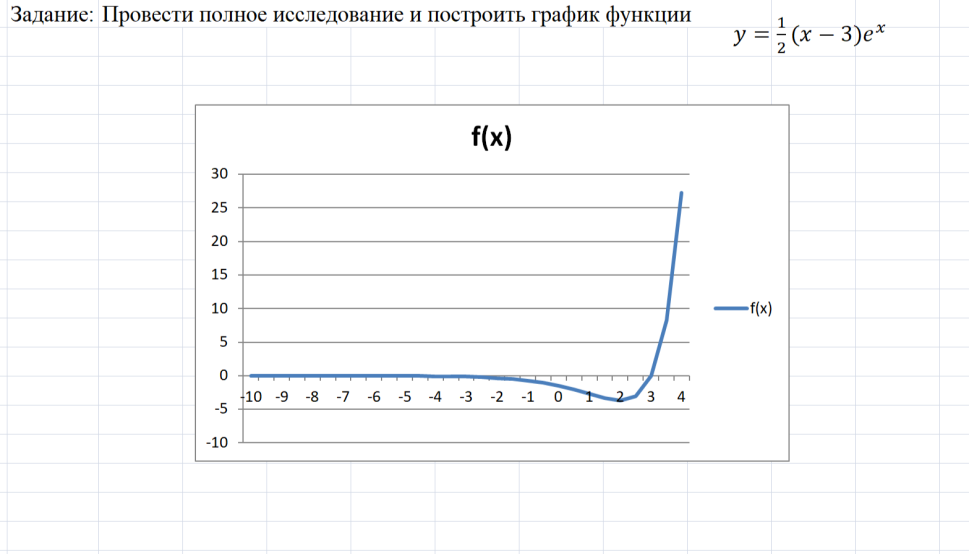 Задание: Провести полное исследование и построить график функции
y = 1/2 (x − 3)eˣ
f(x)
30
25
20
15
10
5
0
-10 -9 -8 -7 -6 -5 -4 -3 -2 -1 0 1 2 3 4
-5
-10
f(x)